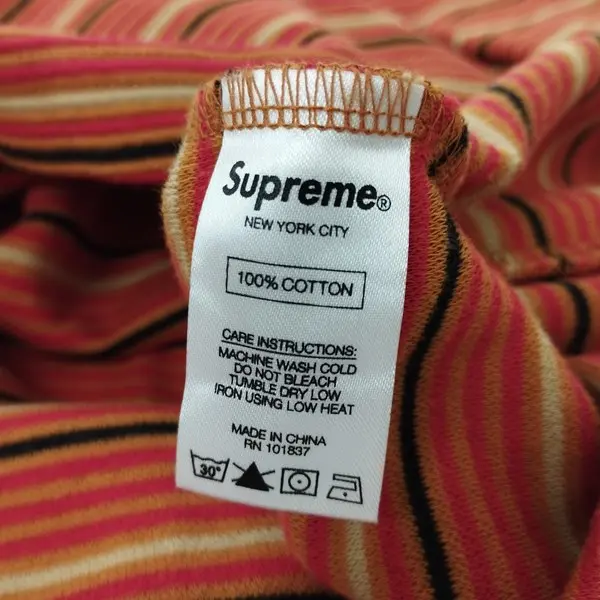 Supreme®
NEW YORK CITY
100% COTTON
CARE INSTRUCTIONS:
MACHINE WASH COLD
DO NOT BLEACH
TUMBLE DRY LOW
IRON USING LOW HEAT
MADE IN CHINA
RN 101837
30°